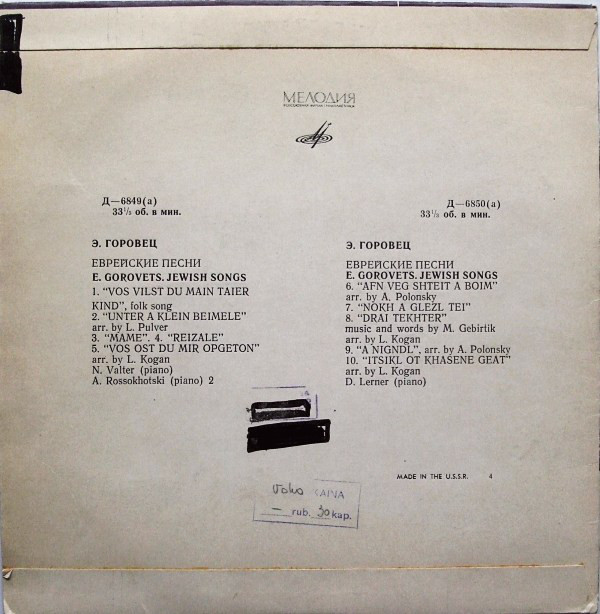 МЕЛОДИЯ
Д—6849(а)
33⅓ об. в мин.
Э. ГОРОВЕЦ
ЕВРЕЙСКИЕ ПЕСНИ
E. GOROVETS. JEWISH SONGS
1. "VOS VILST DU MAIN TAIER
KIND", folk song
2. "UNTER A KLEIN BEIMELE"
arr. by L. Pulver
3. "MAME". 4. "REIZALE"
5. "VOS OST DU MIR OPGETON"
arr. by L. Kogan
N. Valter (piano)
A. Rossokhotski (piano) 2
Д—6850(а)
33⅓ об. в мин.
Э. ГОРОВЕЦ
ЕВРЕЙСКИЕ ПЕСНИ
E. GOROVETS. JEWISH SONGS
6. "AFN VEG SHTEIT A BOIM"
arr. by A. Polonsky
7. "NOKH A GLEZL TEI"
8. "DRAI TEKHTER"
music and words by M. Gebirtik
arr. by L. Kogan
9. "A NIGNDL", arr. by A. Polonsky
10. "ITSIKL OT KHASENE GEAT"
arr. by L. Kogan
D. Lerner (piano)
MADE IN THE U.S.S.R. 4
CAINA
— rub. 30 kap.